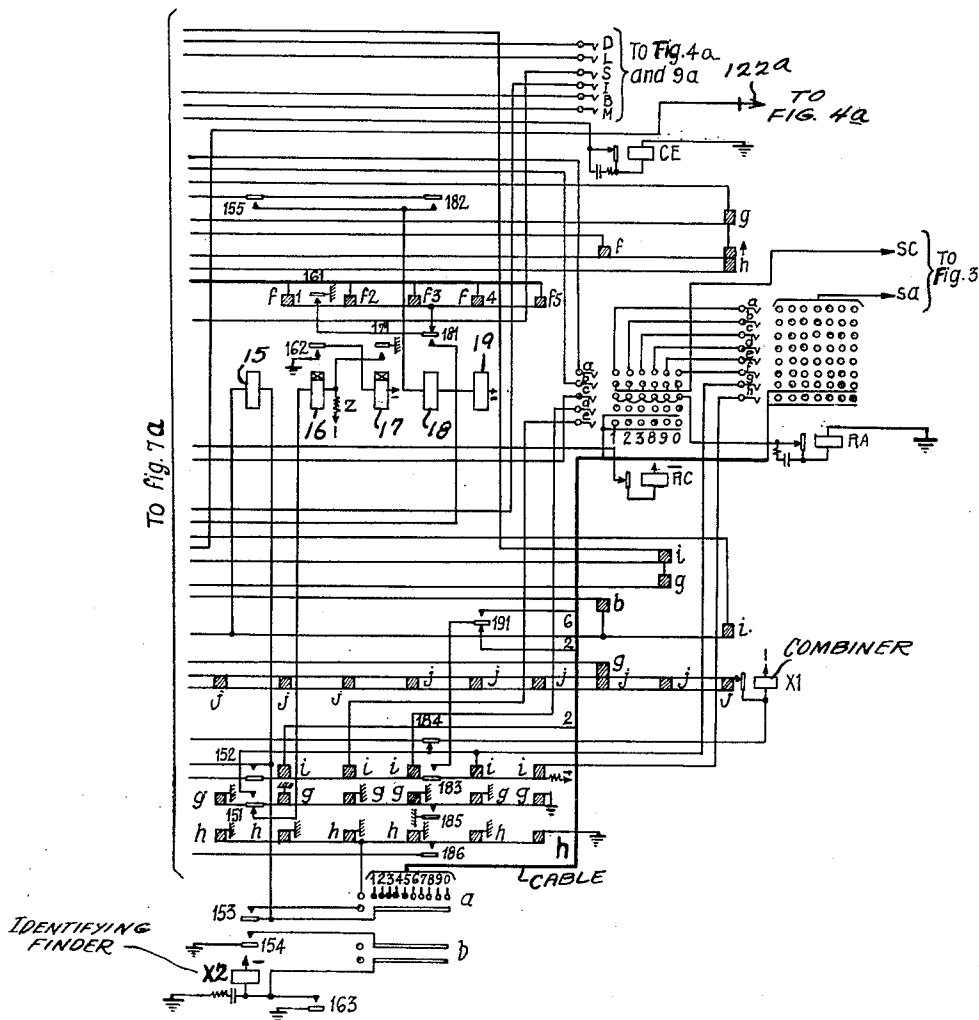 D
L
S
I
B
M
To Fig. 4a
and 9a
122a
TO
FIG. 4a
CE
155
182
g
f
h
SC
sa
TO
Fig. 3
161
f 1
f2
f3
f 4
f5
181
162
179
15
16
Z
17
18
19
a
b
c
d
e
f
g
h
1 2 3 8 9 0
RA
RC
To fig. 7a
i
g
b
i.
191
6
2
g
COMBINER
j j j j j j j j j
X1
184
2
152
i i i i i
183
g g g g g g
151
185
h h h h h h
186
1 2 3 4 5 6 7 8 9 0
a
CABLE
153
IDENTIFYING
FINDER
154
b
X2
163